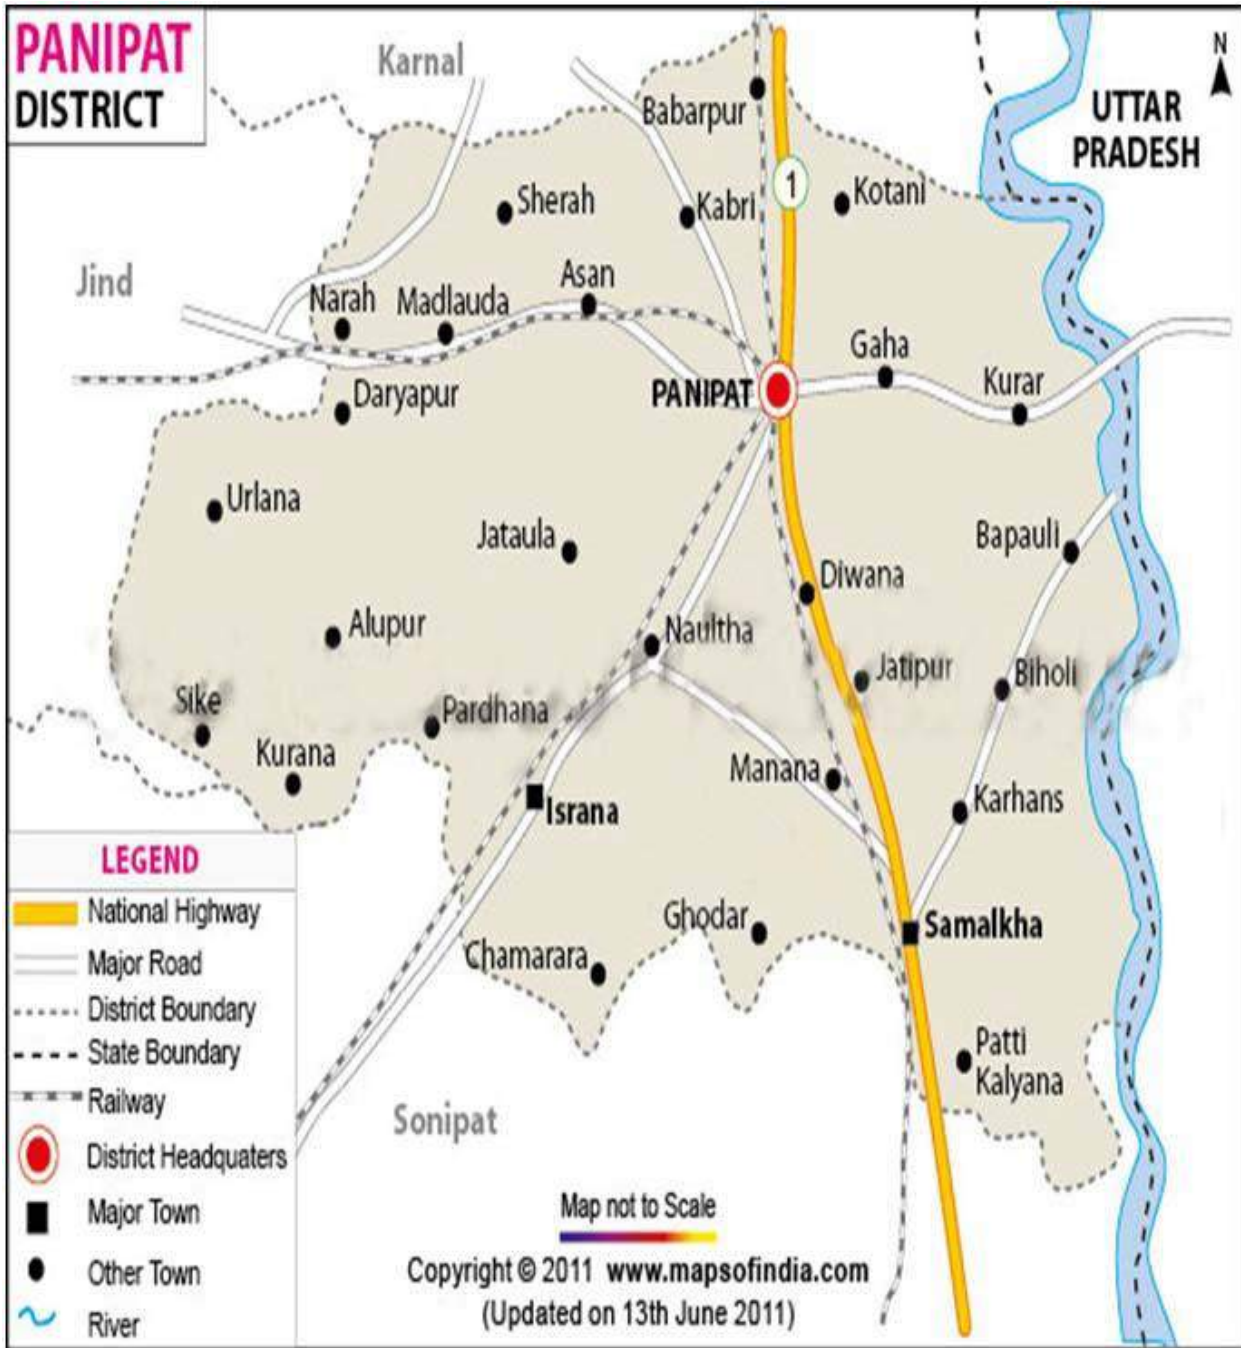 PANIPAT
DISTRICT
Karnal
N
UTTAR
PRADESH
Babarpur
1
Sherah
Kabri
Kotani
Jind
Asan
Narah
Madlauda
Gaha
Kurar
PANIPAT
Daryapur
Urlana
Jataula
Bapauli
Diwana
Alupur
Naultha
Jatipur
Biholi
Sike
Pardhana
Kurana
Manana
Karhans
Israna
Ghodar
Samalkha
Chamarara
Patti
Kalyana
Sonipat
LEGEND
National Highway
Major Road
District Boundary
State Boundary
Railway
District Headquaters
Major Town
Other Town
River
Map not to Scale
Copyright © 2011 www.mapsofindia.com
(Updated on 13th June 2011)